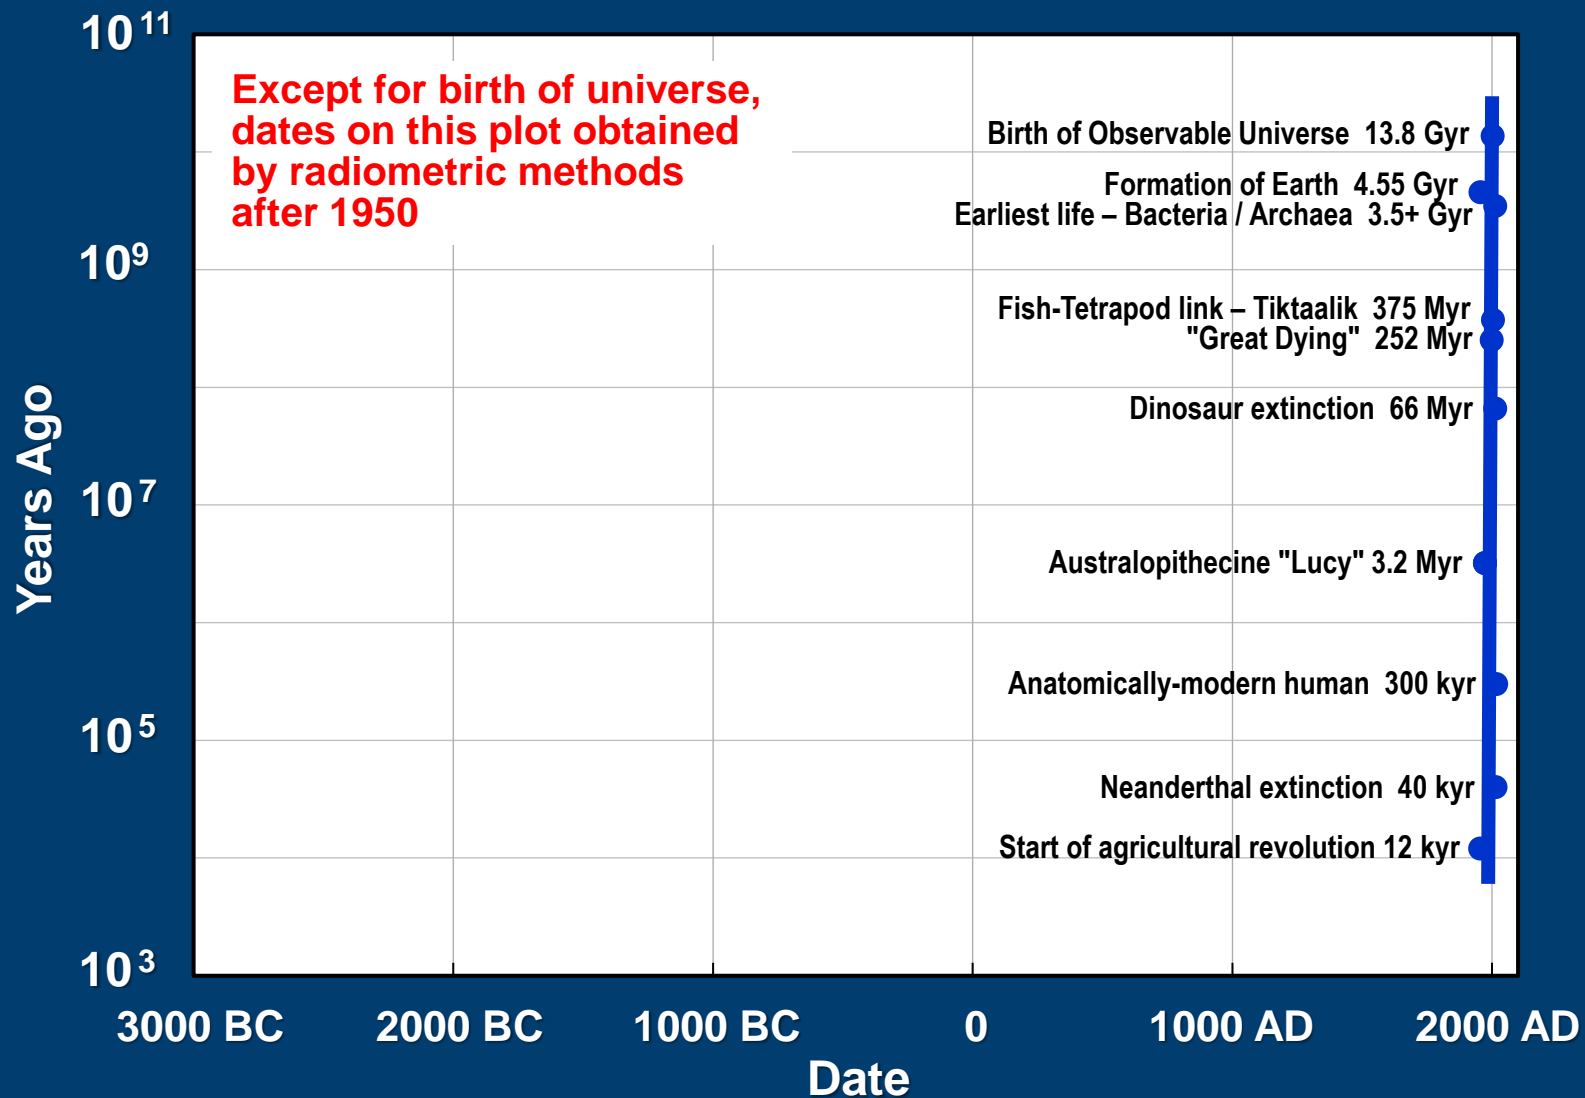 10¹¹
Except for birth of universe,
dates on this plot obtained
by radiometric methods
after 1950
Birth of Observable Universe 13.8 Gyr
Formation of Earth 4.55 Gyr
Earliest life – Bacteria / Archaea 3.5+ Gyr
10⁹
Fish-Tetrapod link – Tiktaalik 375 Myr
"Great Dying" 252 Myr
Dinosaur extinction 66 Myr
10⁷
Years Ago
Australopithecine "Lucy" 3.2 Myr
Anatomically-modern human 300 kyr
10⁵
Neanderthal extinction 40 kyr
Start of agricultural revolution 12 kyr
10³
3000 BC 2000 BC 1000 BC 0 1000 AD 2000 AD
Date